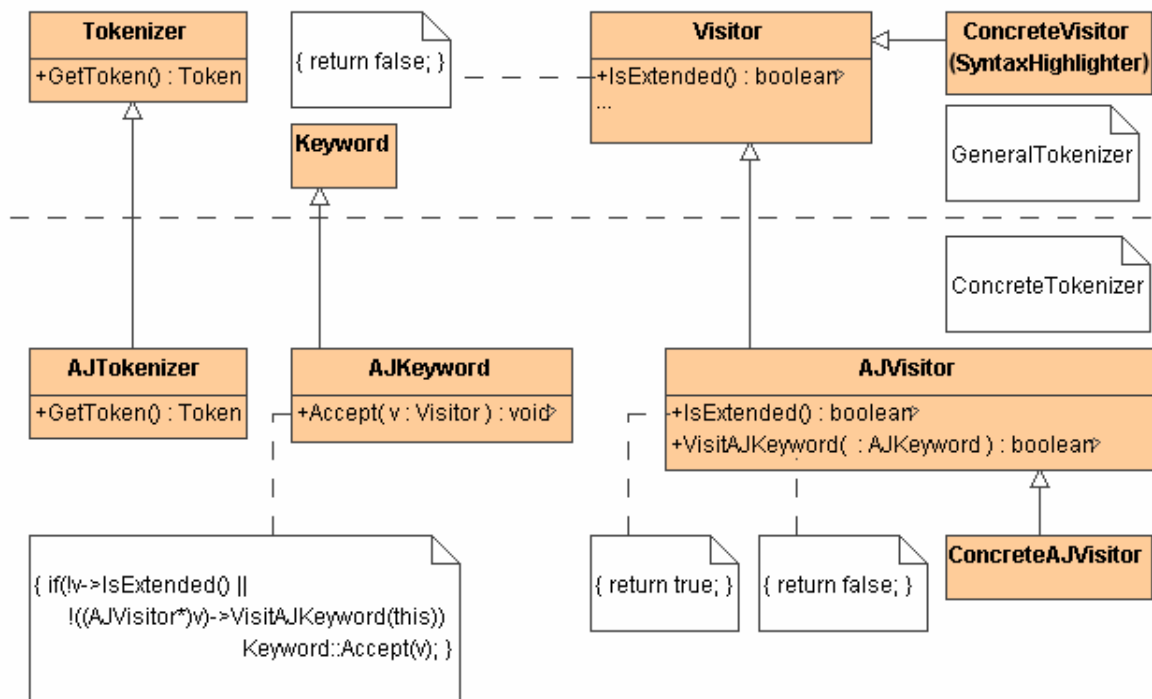 Tokenizer
+GetToken() : Token
{ return false; }
Visitor
+IsExtended() : boolean
...
ConcreteVisitor
(SyntaxHighlighter)
Keyword
GeneralTokenizer
ConcreteTokenizer
AJTokenizer
+GetToken() : Token
AJKeyword
+Accept( v : Visitor ) : void
AJVisitor
+IsExtended() : boolean
+VisitAJKeyword( : AJKeyword ) : boolean
{ if(!v->IsExtended() ||
!((AJVisitor*)v)->VisitAJKeyword(this))
Keyword::Accept(v); }
{ return true; }
{ return false; }
ConcreteAJVisitor